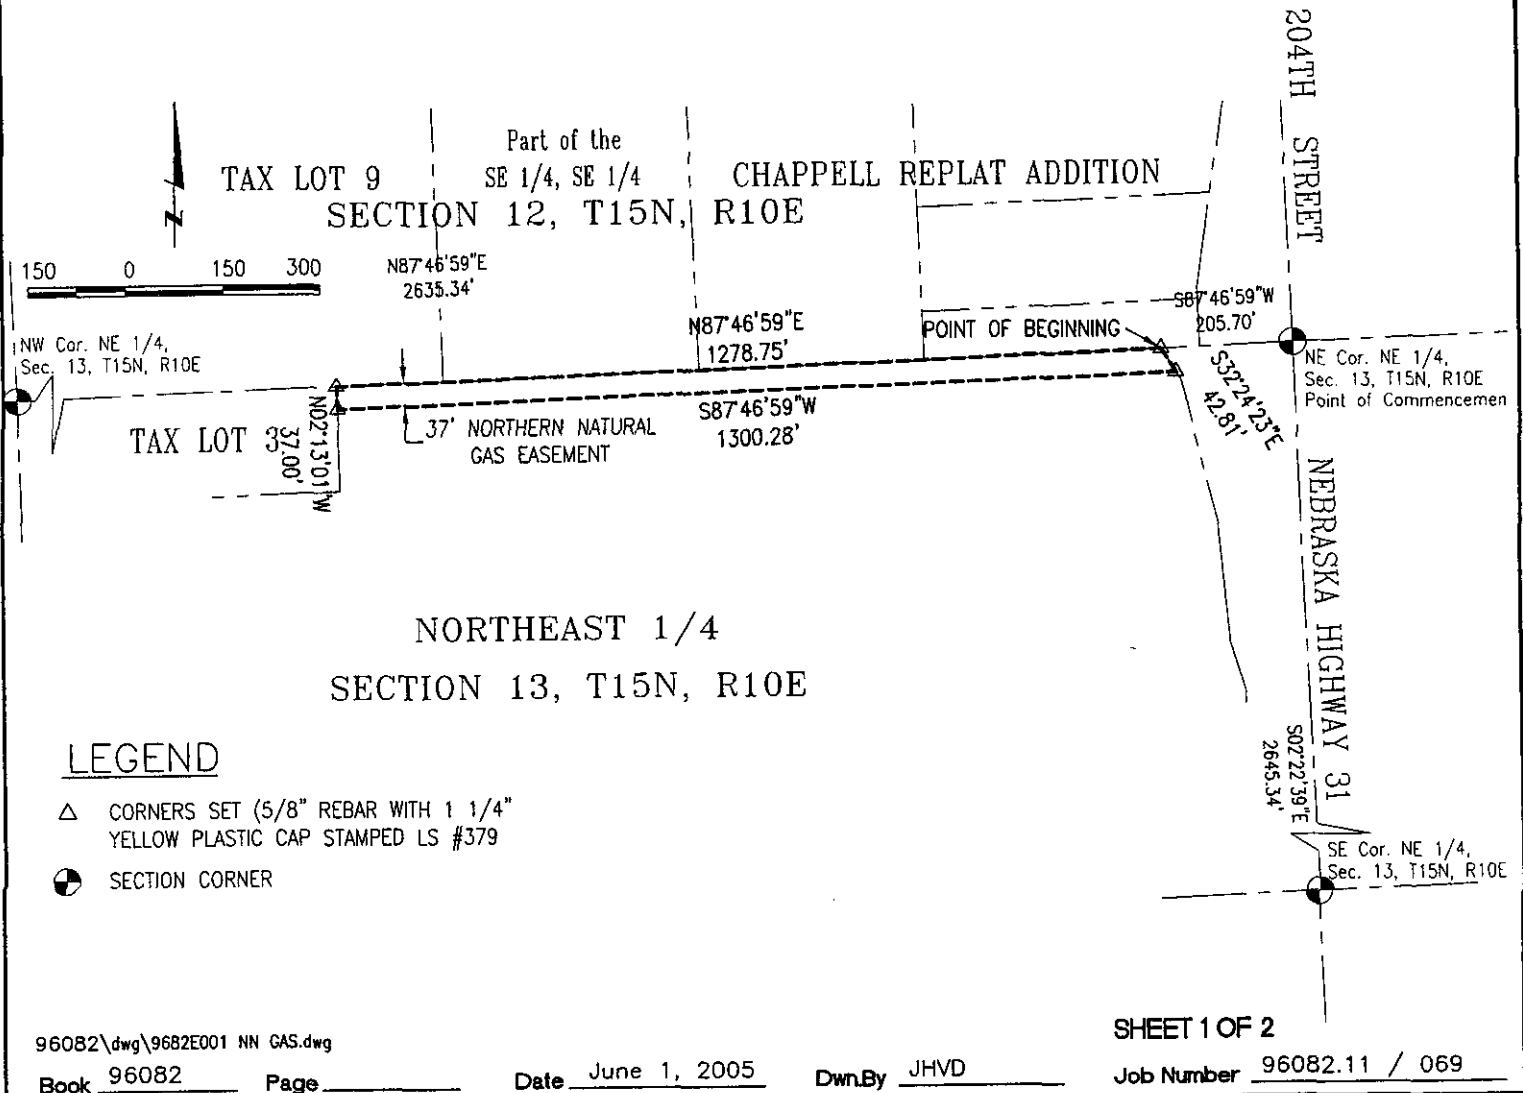 204TH STREET
Part of the
TAX LOT 9
SE 1/4, SE 1/4
CHAPPELL REPLAT ADDITION
SECTION 12, T15N, R10E
N
150 0 150 300
N87°46'59"E
2635.34'
S87°46'59"W
205.70'
N87°46'59"E
1278.75'
POINT OF BEGINNING
NW Cor. NE 1/4,
Sec. 13, T15N, R10E
NE Cor. NE 1/4,
Sec. 13, T15N, R10E
Point of Commencemen
S32°24'23"E
42.81'
TAX LOT 3
N02°13'01"W
37.00'
37' NORTHERN NATURAL
GAS EASEMENT
S87°46'59"W
1300.28'
NEBRASKA HIGHWAY 31
NORTHEAST 1/4
SECTION 13, T15N, R10E
S02°22'39"E
2645.34'
LEGEND
CORNERS SET (5/8" REBAR WITH 1 1/4"
YELLOW PLASTIC CAP STAMPED LS #379
SECTION CORNER
SE Cor. NE 1/4,
Sec. 13, T15N, R10E
SHEET 1 OF 2
96082\dwg\9682E001 NN GAS.dwg
Book 96082 Page Date June 1, 2005 Dwn.By JHVD Job Number 96082.11 / 069